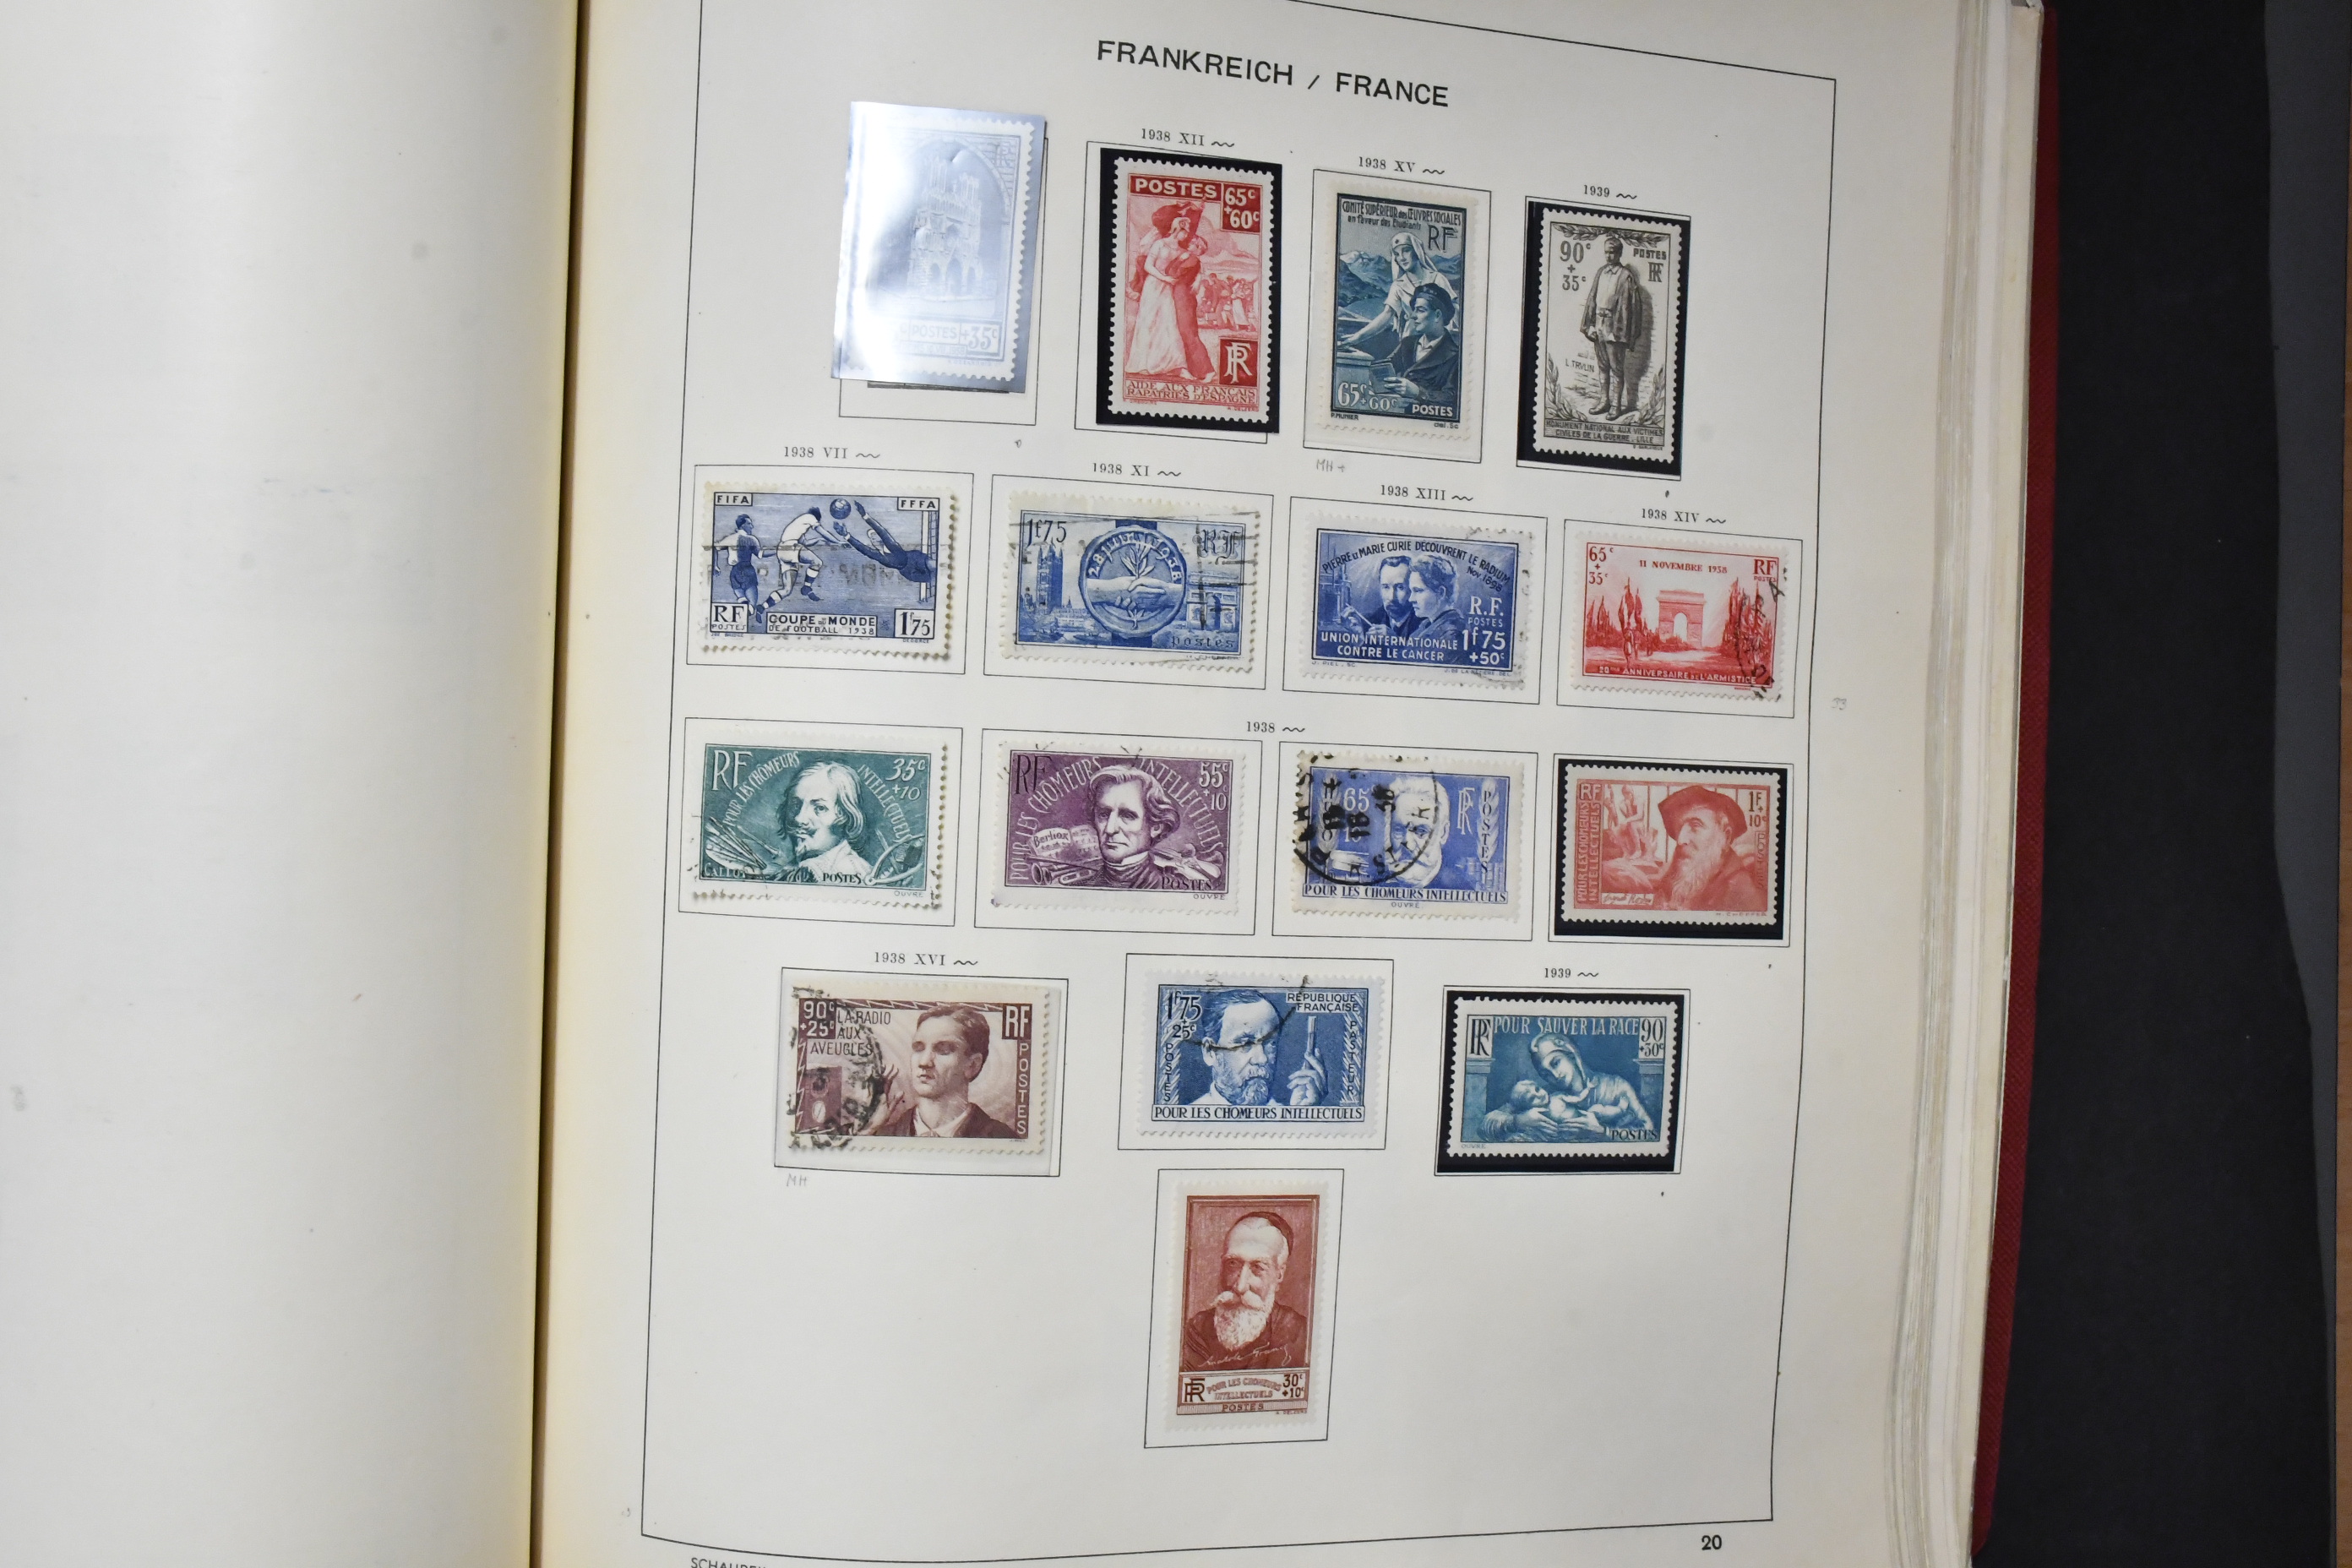 FRANKREICH / FRANCE
POSTES +35c
1938 XII
POSTES 65c +60c
RF
AIDE AUX FRANÇAIS
RAPATRIÉS D'ESPAGNE
1938 XV
COMITÉ SUPÉRIEUR des ŒUVRES SOCIALES
en faveur des Étudiants
RF
65c+60c POSTES
MH
1939
90c + 35c POSTES RF
L. TRULIN
MONUMENT NATIONAL AUX VICTIMES
CIVILES DE LA GUERRE - LILLE
1938 VII
FIFA FFFA
RF POSTES
COUPE DU MONDE
DE FOOTBALL 1938
1f75
1938 XI
1f75 RF
postes
1938 XIII
PIERRE ET MARIE CURIE DÉCOUVRENT LE RADIUM
Nov. 1898
R.F.
POSTES
UNION INTERNATIONALE 1f75
CONTRE LE CANCER +50c
1938 XIV
65c + 35c
11 NOVEMBRE 1938
RF
POSTES
20ème ANNIVERSAIRE DE L'ARMISTICE
33
1938
RF POUR LES CHOMEURS INTELLECTUELS 35c +10
CALLOT POSTES
OUVRÉ
RF POUR LES CHOMEURS INTELLECTUELS 55c +10
Berlioz
POSTES
OUVRÉ
65 RF POSTES
POUR LES CHOMEURS INTELLECTUELS
OUVRÉ
RF POUR LES CHOMEURS INTELLECTUELS 1F + 10c
1938 XVI
90c +25c
LA RADIO
AUX
AVEUGLES
RF POSTES
MH
1f75 + 25c
RÉPUBLIQUE
FRANÇAISE
POSTES
PASTEUR
POUR LES CHOMEURS INTELLECTUELS
1939
RF POUR SAUVER LA RACE 90 +30c
POSTES
OUVRÉ
RF POUR LES CHOMEURS INTELLECTUELS 30c +10c
POSTES
20